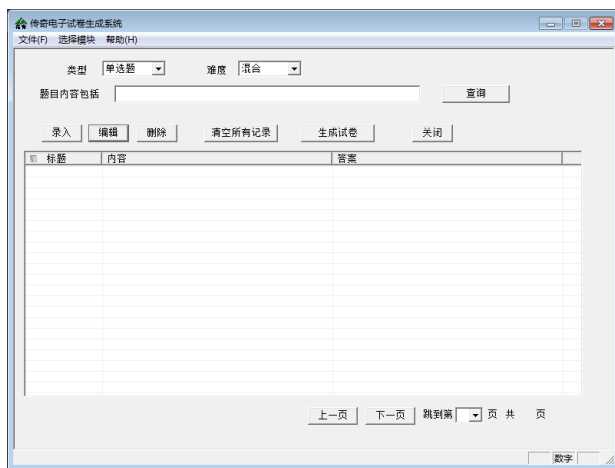 传奇电子试卷生成系统
文件(F) 选择模块 帮助(H)
类型 单选题 难度 混合
题目内容包括 查询
录入 编辑 删除 清空所有记录 生成试卷 关闭
标题 内容 答案
上一页 下一页 跳到第 页 共 页
数字